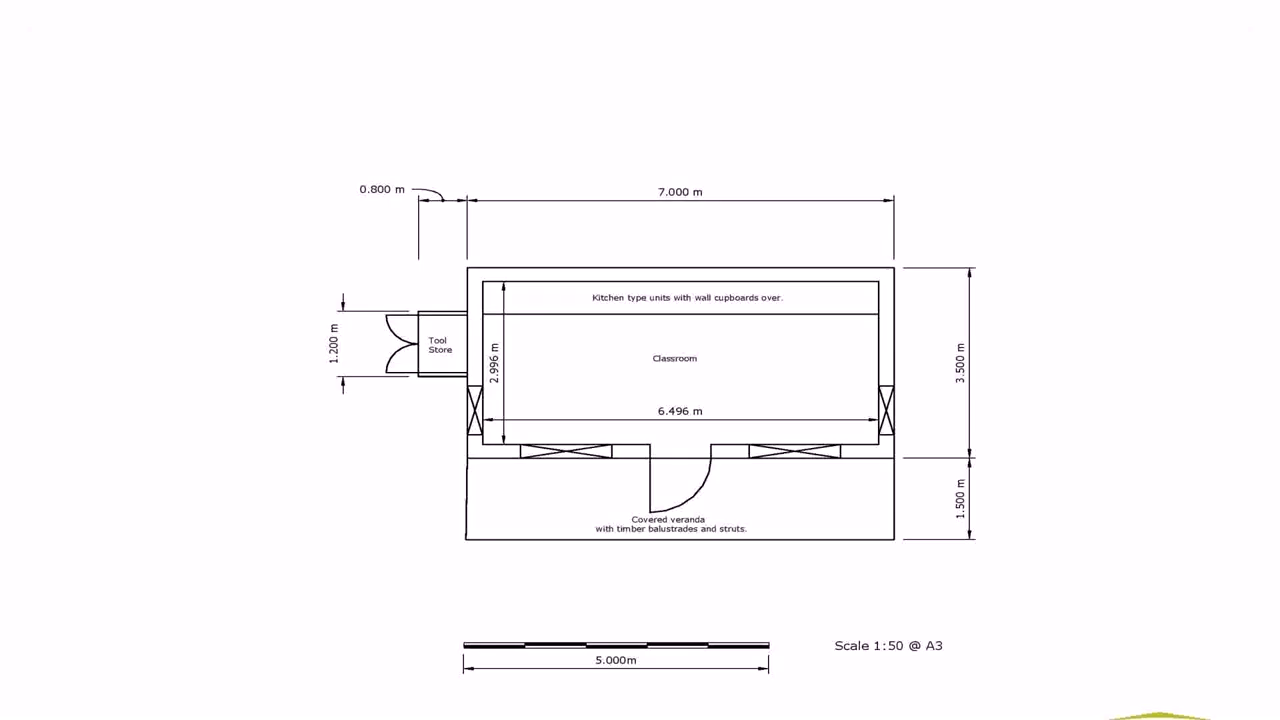 0.800 m
7.000 m
Kitchen type units with wall cupboards over.
1.200 m
Tool
Store
2.996 m
Classroom
3.500 m
6.496 m
1.500 m
Covered veranda
with timber balustrades and struts.
Scale 1:50 @ A3
5.000m